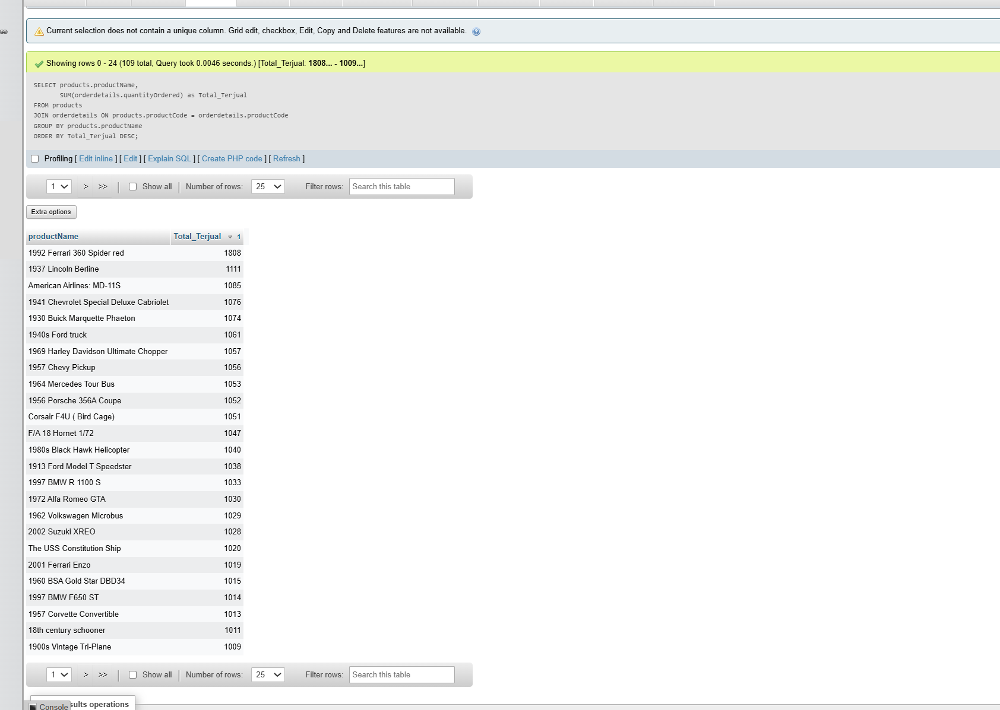 Current selection does not contain a unique column. Grid edit, checkbox, Edit, Copy and Delete features are not available.
Showing rows 0 - 24 (109 total, Query took 0.0046 seconds.) [Total_Terjual: 1808... - 1009...]
SELECT products.productName,
SUM(orderdetails.quantityOrdered) as Total_Terjual
FROM products
JOIN orderdetails ON products.productCode = orderdetails.productCode
GROUP BY products.productName
ORDER BY Total_Terjual DESC;
Profiling [ Edit inline ] [ Edit ] [ Explain SQL ] [ Create PHP code ] [ Refresh ]
1 > >> | Show all | Number of rows: 25 Filter rows: Search this table
Extra options
productName Total_Terjual 1
1992 Ferrari 360 Spider red 1808
1937 Lincoln Berline 1111
American Airlines: MD-11S 1085
1941 Chevrolet Special Deluxe Cabriolet 1076
1930 Buick Marquette Phaeton 1074
1940s Ford truck 1061
1969 Harley Davidson Ultimate Chopper 1057
1957 Chevy Pickup 1056
1964 Mercedes Tour Bus 1053
1956 Porsche 356A Coupe 1052
Corsair F4U ( Bird Cage) 1051
F/A 18 Hornet 1/72 1047
1980s Black Hawk Helicopter 1040
1913 Ford Model T Speedster 1038
1997 BMW R 1100 S 1033
1972 Alfa Romeo GTA 1030
1962 Volkswagen Microbus 1029
2002 Suzuki XREO 1028
The USS Constitution Ship 1020
2001 Ferrari Enzo 1019
1960 BSA Gold Star DBD34 1015
1997 BMW F650 ST 1014
1957 Corvette Convertible 1013
18th century schooner 1011
1900s Vintage Tri-Plane 1009
1 > >> | Show all | Number of rows: 25 Filter rows: Search this table
sults operations
Console